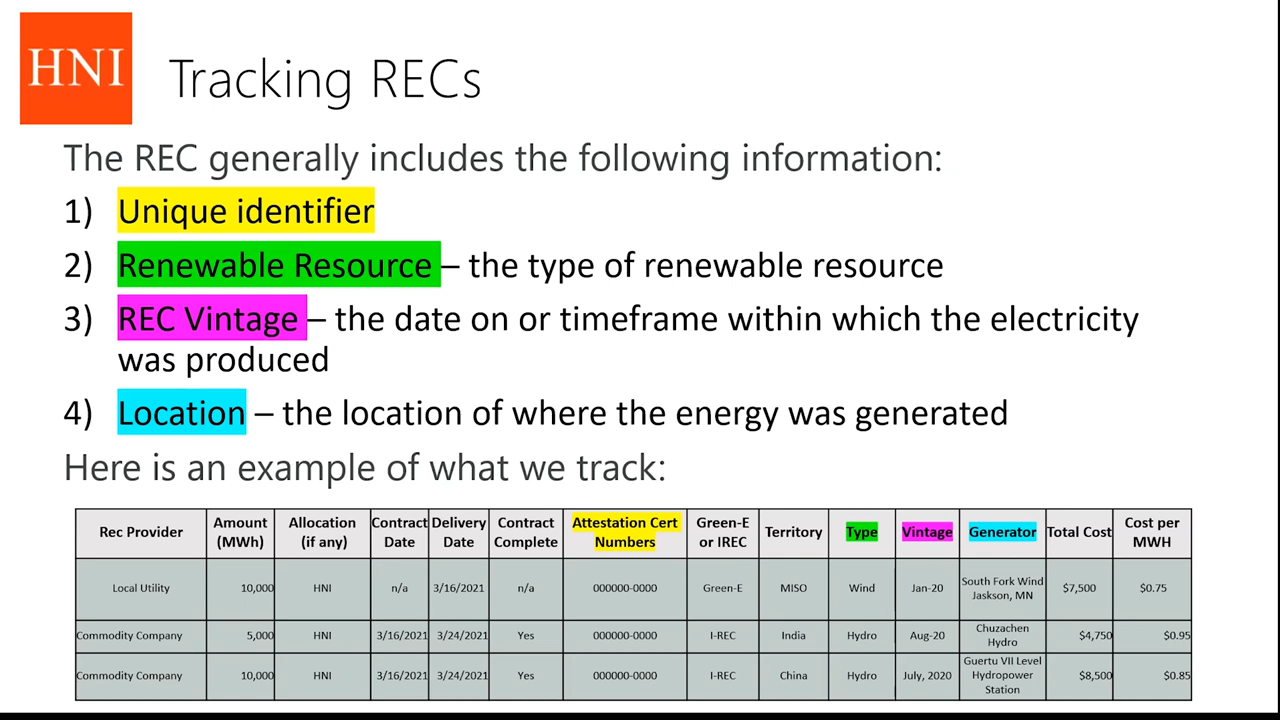 HNI
Tracking RECs
The REC generally includes the following information:
1) Unique identifier
2) Renewable Resource – the type of renewable resource
3) REC Vintage – the date on or timeframe within which the electricity
was produced
4) Location – the location of where the energy was generated
Here is an example of what we track:
Rec Provider Amount (MWh) Allocation (if any) Contract Date Delivery Date Contract Complete Attestation Cert Numbers Green-E or IREC Territory Type Vintage Generator Total Cost Cost per MWH
Local Utility 10,000 HNI n/a 3/16/2021 n/a 000000-0000 Green-E MISO Wind Jan-20 South Fork Wind Jaskson, MN $7,500 $0.75
Commodity Company 5,000 HNI 3/16/2021 3/24/2021 Yes 000000-0000 I-REC India Hydro Aug-20 Chuzachen Hydro $4,750 $0.95
Commodity Company 10,000 HNI 3/16/2021 3/24/2021 Yes 000000-0000 I-REC China Hydro July, 2020 Guertu VII Level Hydropower Station $8,500 $0.85